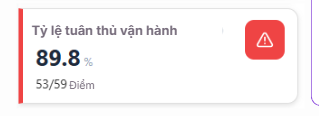 Tỷ lệ tuân thủ vận hành
89.8 %
53/59 Điểm